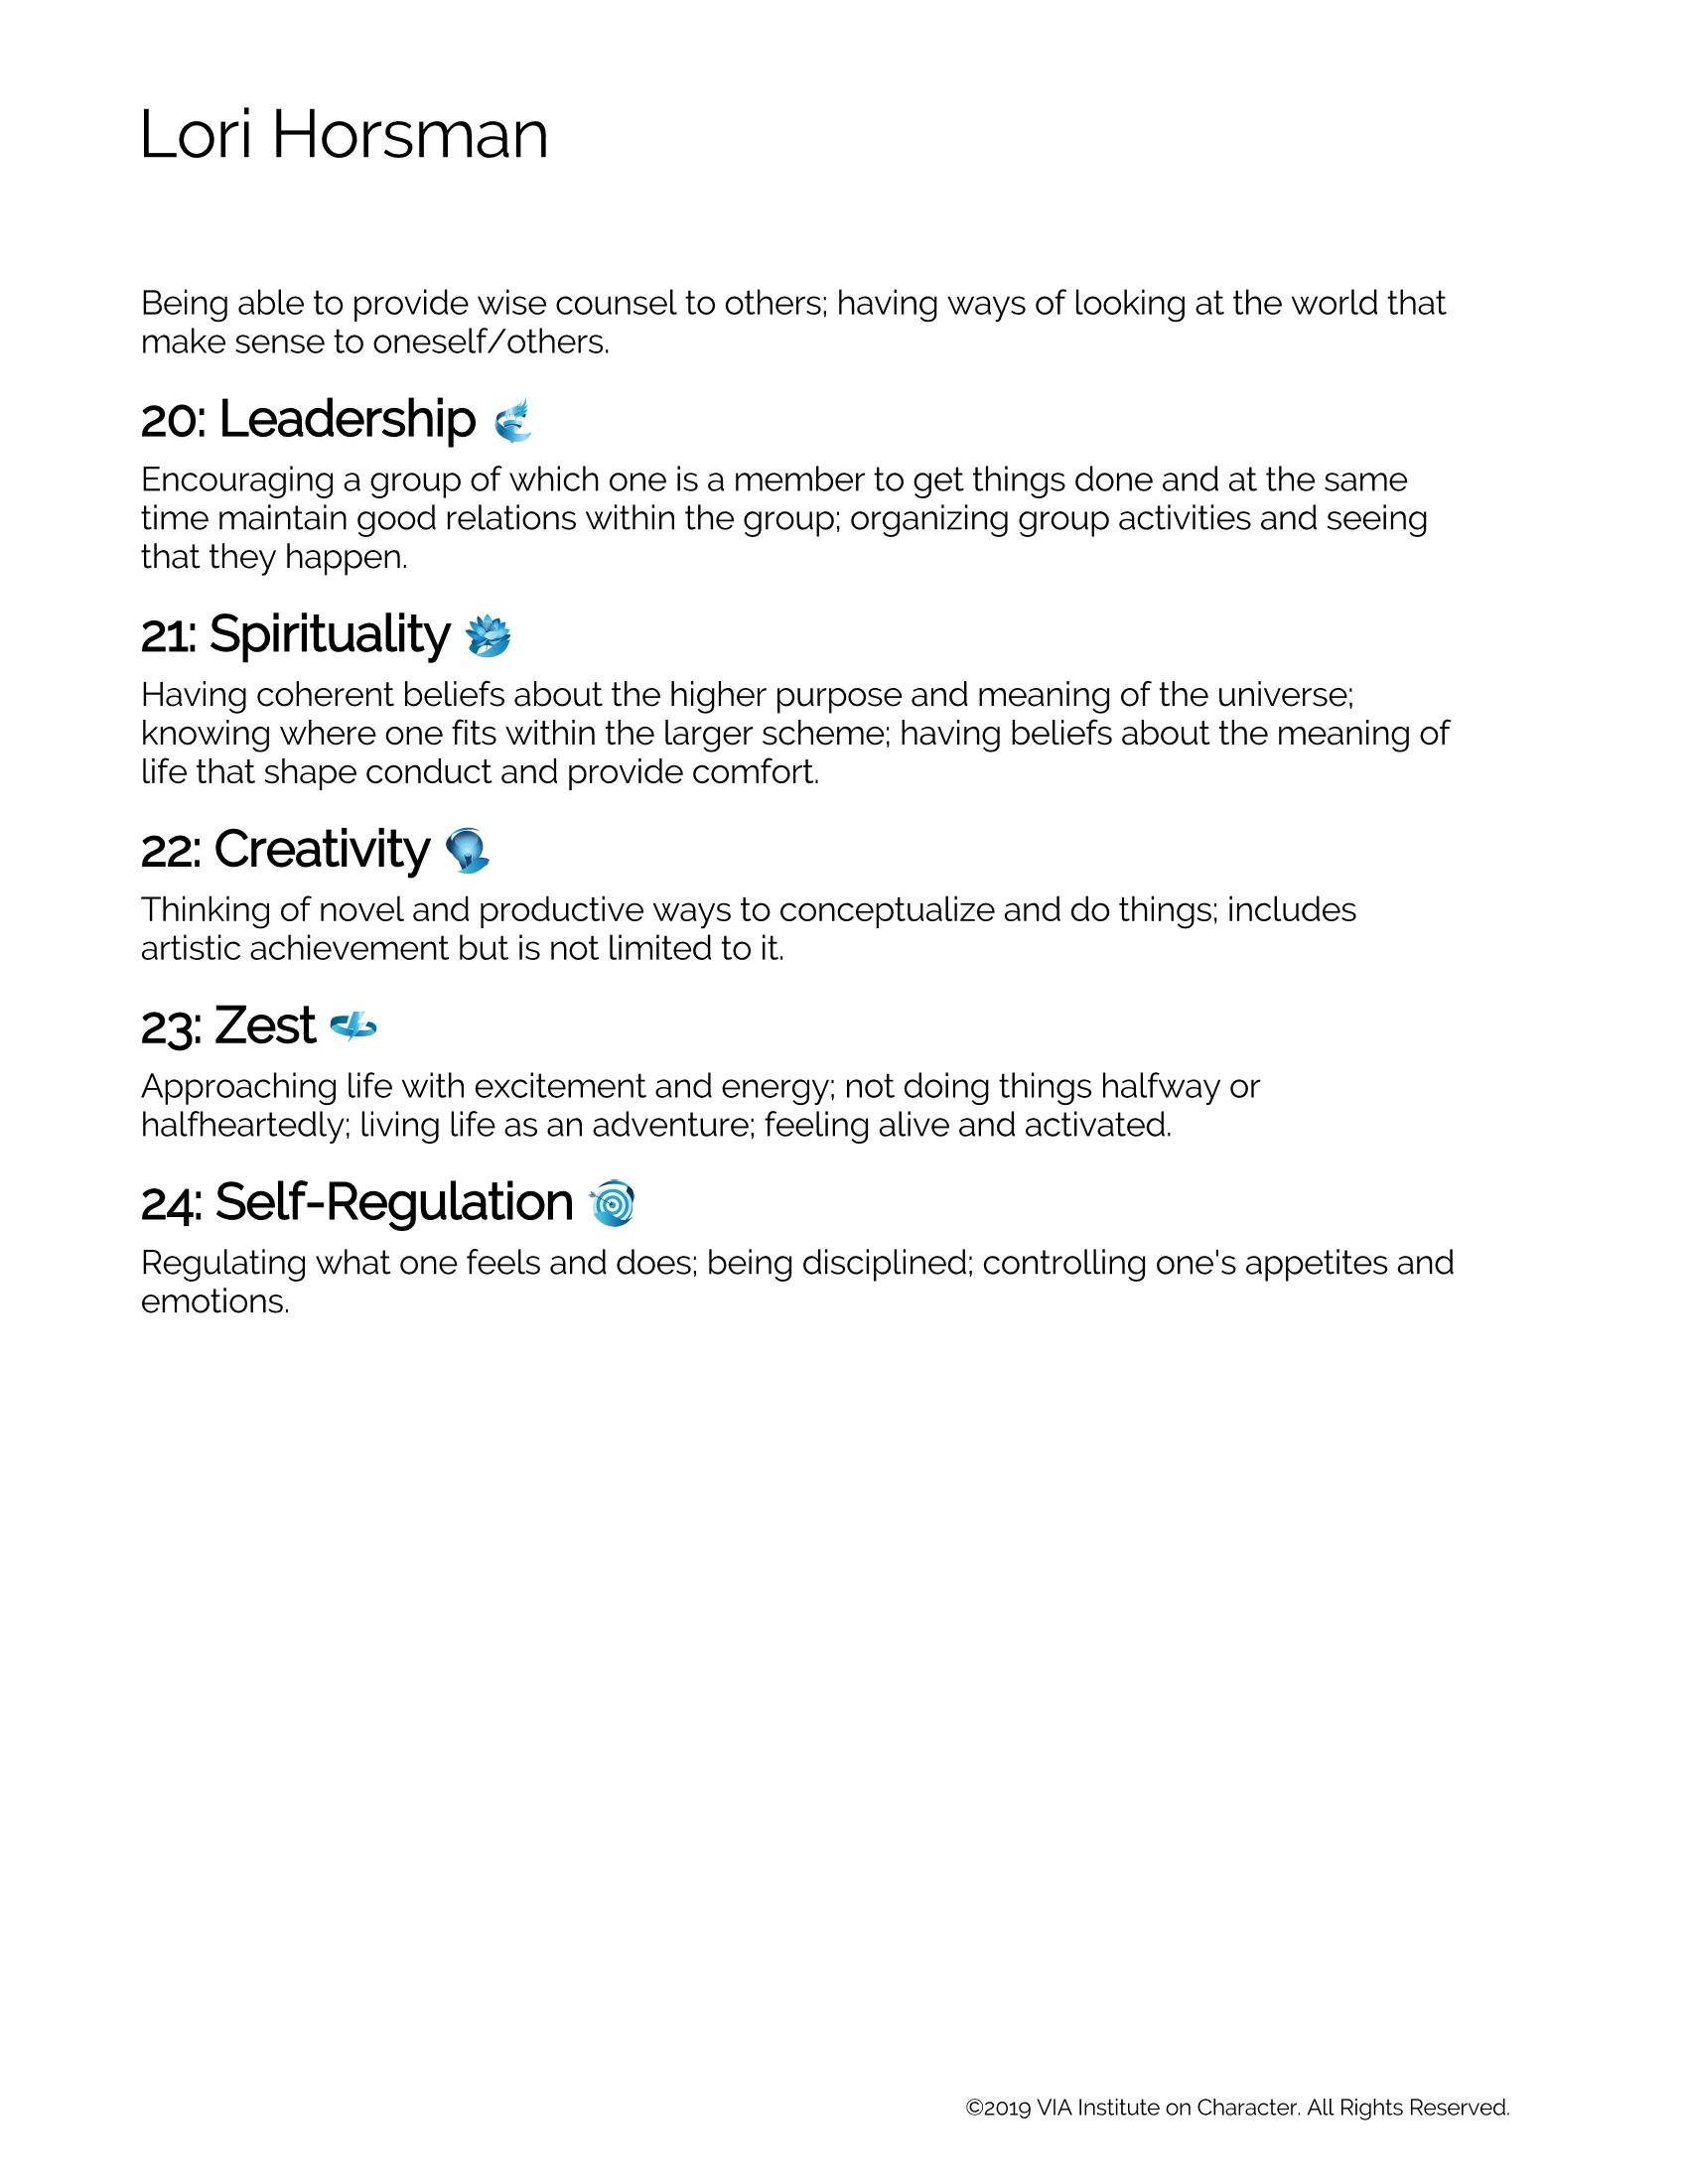 Lori Horsman
Being able to provide wise counsel to others; having ways of looking at the world that
make sense to oneself/others.
20: Leadership
Encouraging a group of which one is a member to get things done and at the same
time maintain good relations within the group; organizing group activities and seeing
that they happen.
21: Spirituality
Having coherent beliefs about the higher purpose and meaning of the universe;
knowing where one fits within the larger scheme; having beliefs about the meaning of
life that shape conduct and provide comfort.
22: Creativity
Thinking of novel and productive ways to conceptualize and do things; includes
artistic achievement but is not limited to it.
23: Zest
Approaching life with excitement and energy; not doing things halfway or
halfheartedly; living life as an adventure; feeling alive and activated.
24: Self-Regulation
Regulating what one feels and does; being disciplined; controlling one's appetites and
emotions.
©2019 VIA Institute on Character. All Rights Reserved.